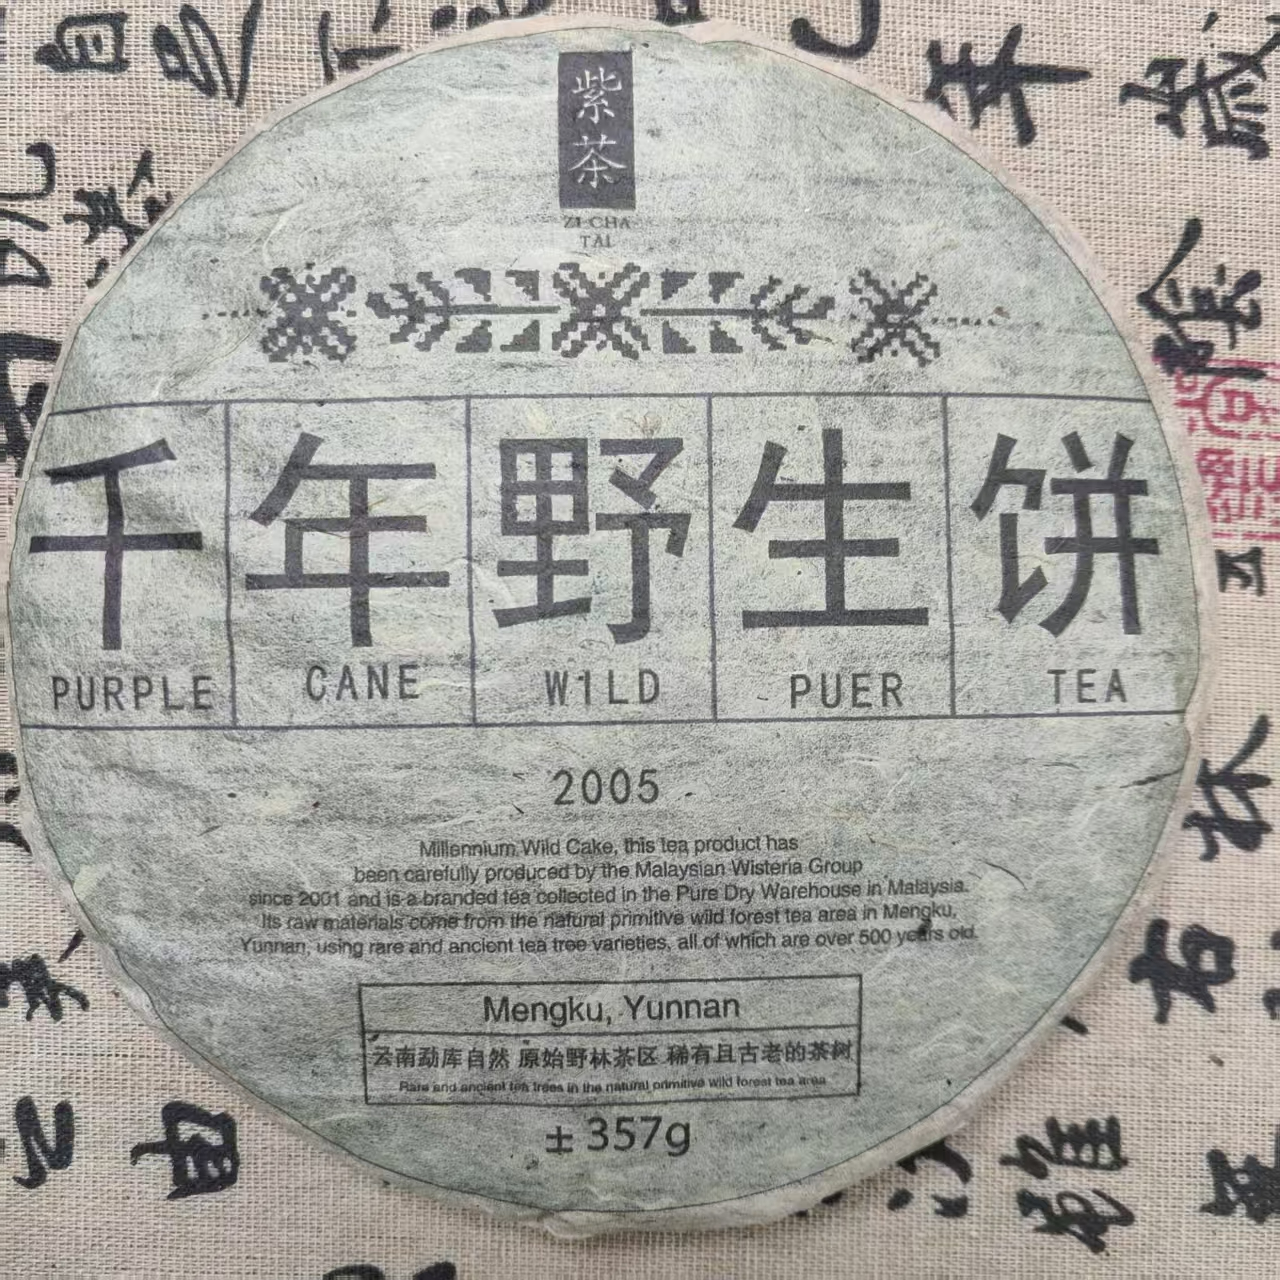 紫茶
ZI CHA
TAI
千年野生饼
PURPLE CANE W1LD PUER TEA
2005
Millennium Wild Cake, this tea product has
been carefully produced by the Malaysian Wisteria Group
since 2001 and is a branded tea collected in the Pure Dry Warehouse in Malaysia.
Its raw materials come from the natural primitive wild forest tea area in Mengku,
Yunnan, using rare and ancient tea tree varieties, all of which are over 500 years old.
Mengku, Yunnan
云南勐库自然 原始野林茶区 稀有且古老的茶树
Rare and ancient tea trees in the natural primitive wild forest tea area
± 357g